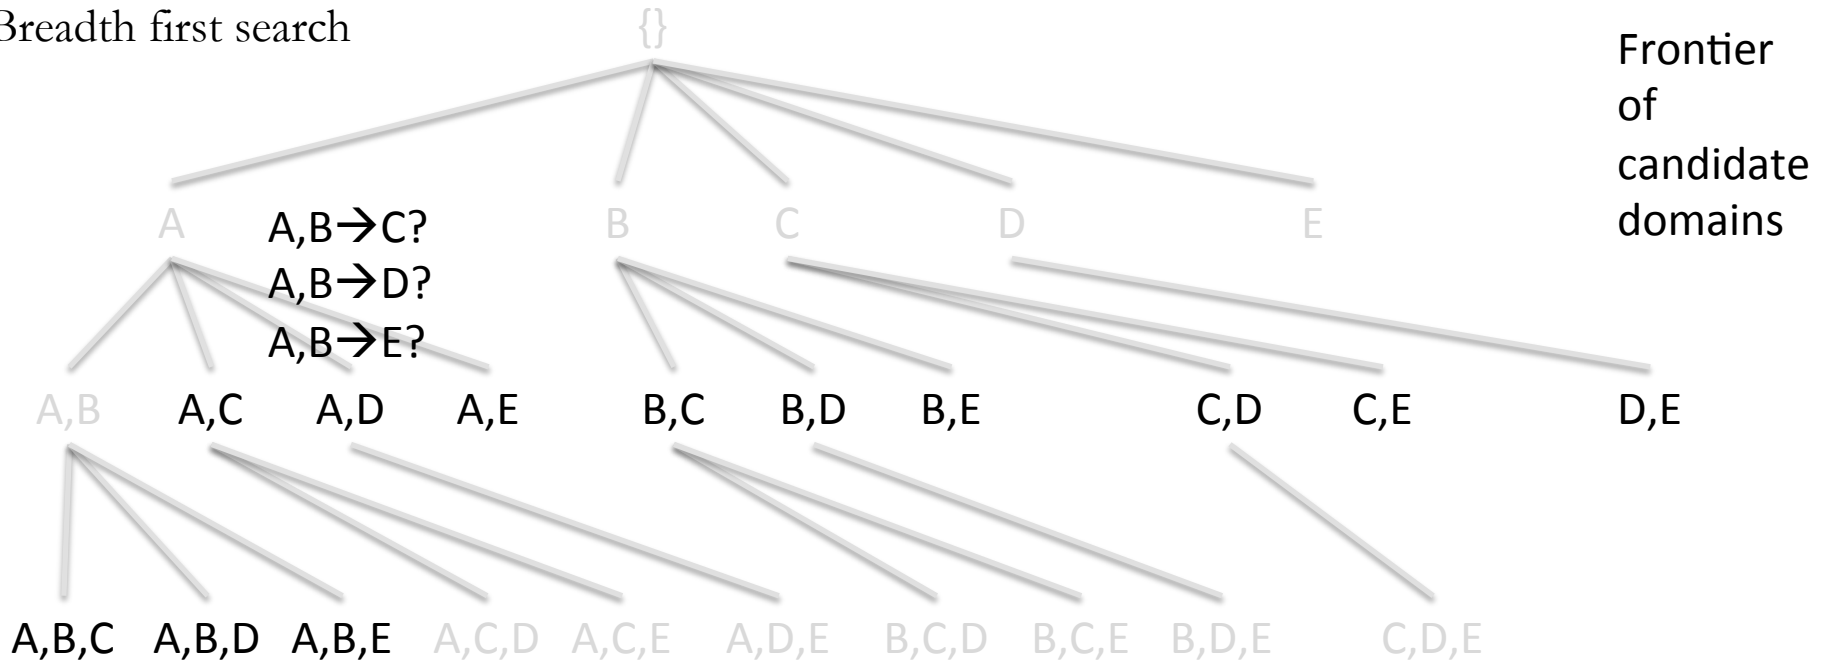 Breadth first search
{}
Frontier
of
candidate
domains
A
B
C
D
E
A,B→C?
A,B→D?
A,B→E?
A,B
A,C
A,D
A,E
B,C
B,D
B,E
C,D
C,E
D,E
A,B,C
A,B,D
A,B,E
A,C,D
A,C,E
A,D,E
B,C,D
B,C,E
B,D,E
C,D,E